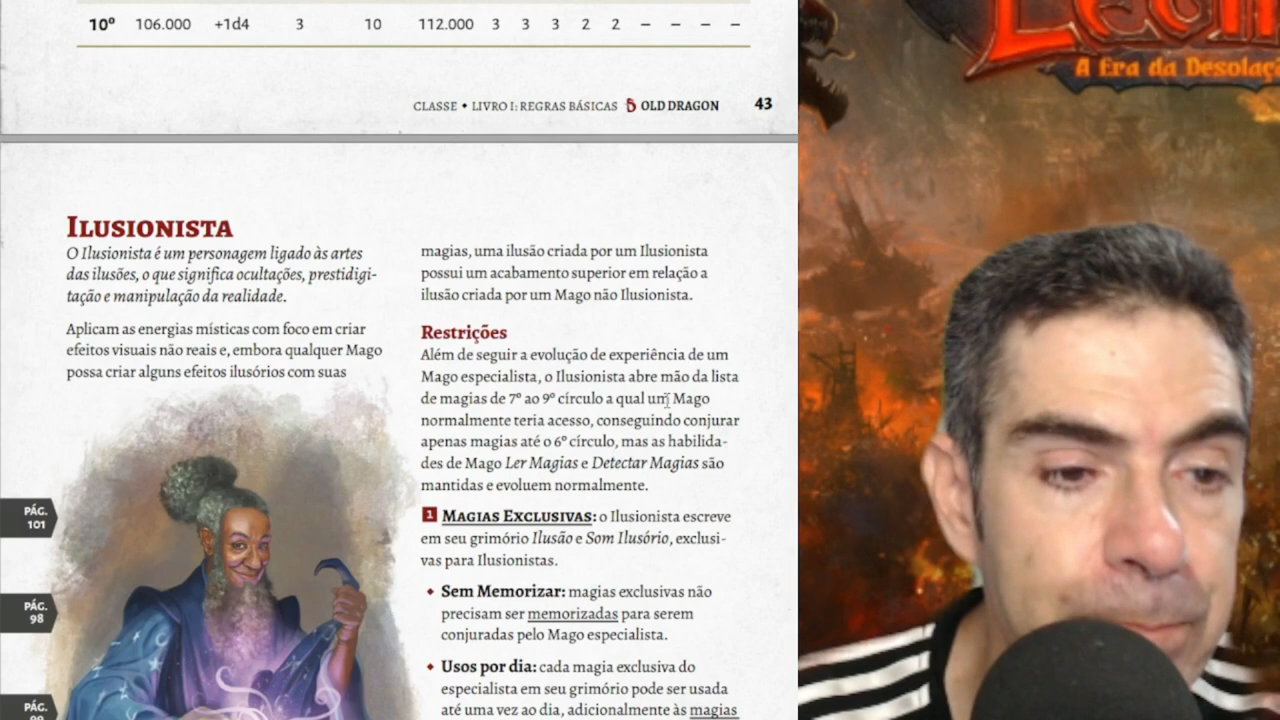 10º 106.000 +1d4 3 10 112.000 3 3 3 2 2 – – – –
CLASSE • LIVRO I: REGRAS BÁSICAS OLD DRAGON 43
ILUSIONISTA
O Ilusionista é um personagem ligado às artes
das ilusões, o que significa ocultações, prestidigi-
tação e manipulação da realidade.
Aplicam as energias místicas com foco em criar
efeitos visuais não reais e, embora qualquer Mago
possa criar alguns efeitos ilusórios com suas
magias, uma ilusão criada por um Ilusionista
possui um acabamento superior em relação a
ilusão criada por um Mago não Ilusionista.
Restrições
Além de seguir a evolução de experiência de um
Mago especialista, o Ilusionista abre mão da lista
de magias de 7º ao 9º círculo a qual um Mago
normalmente teria acesso, conseguindo conjurar
apenas magias até o 6º círculo, mas as habilida-
des de Mago Ler Magias e Detectar Magias são
mantidas e evoluem normalmente.
1 MAGIAS EXCLUSIVAS: o Ilusionista escreve
em seu grimório Ilusão e Som Ilusório, exclusi-
vas para Ilusionistas.
• Sem Memorizar: magias exclusivas não
precisam ser memorizadas para serem
conjuradas pelo Mago especialista.
• Usos por dia: cada magia exclusiva do
especialista em seu grimório pode ser usada
até uma vez ao dia, adicionalmente às magias
PÁG.
101
PÁG.
98
PÁG.
A Era da Desolaç